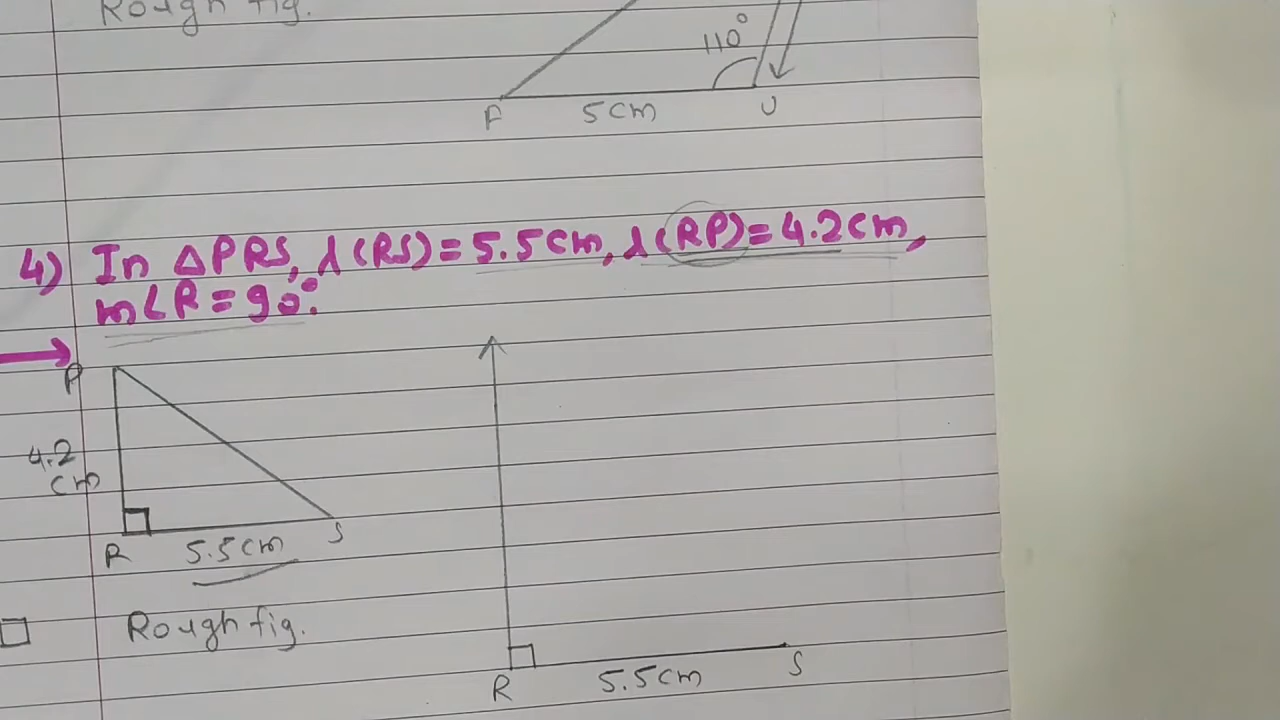 Rough fig.
110°
F 5cm U
4) In △PRS, l(RS)=5.5cm, l(RP)=4.2cm,
m∠R=90°.
P
4.2
cm
R 5.5cm S
Rough fig.
R 5.5cm S